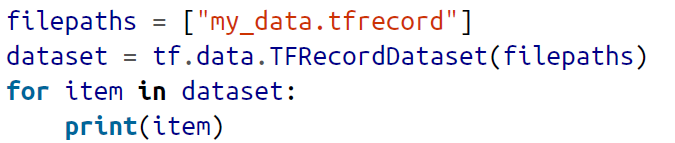 filepaths = ["my_data.tfrecord"]
dataset = tf.data.TFRecordDataset(filepaths)
for item in dataset:
    print(item)